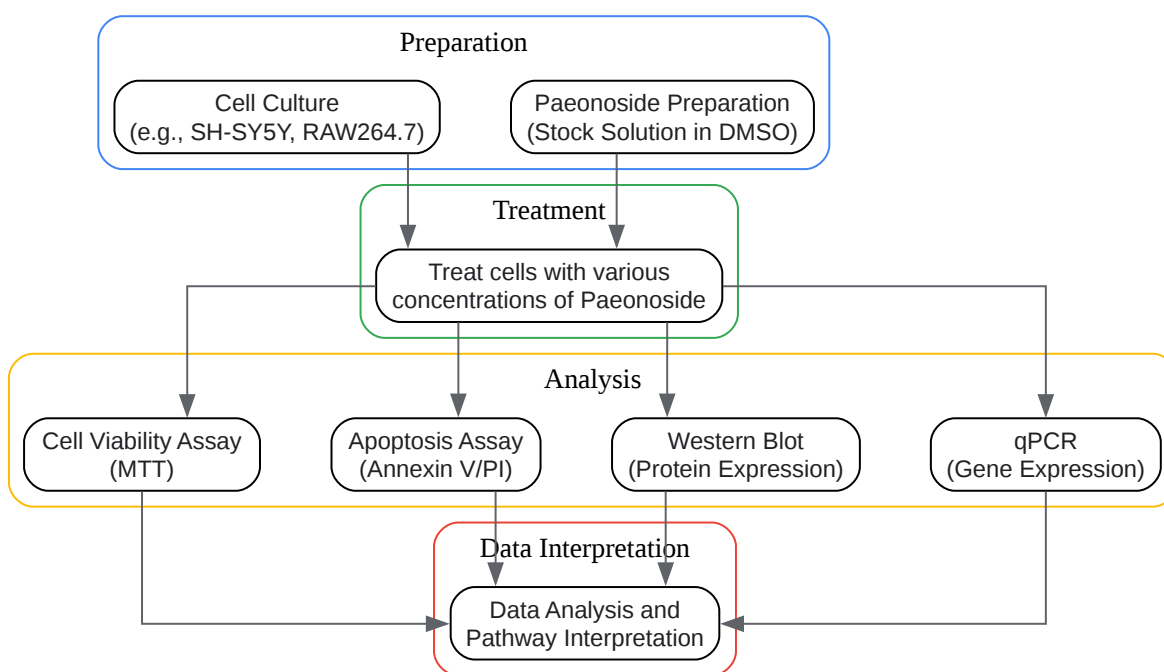 Preparation
Cell Culture
(e.g., SH-SY5Y, RAW264.7)
Paeonoside Preparation
(Stock Solution in DMSO)
Treatment
Treat cells with various
concentrations of Paeonoside
Analysis
Cell Viability Assay
(MTT)
Apoptosis Assay
(Annexin V/PI)
Western Blot
(Protein Expression)
qPCR
(Gene Expression)
Data Interpretation
Data Analysis and
Pathway Interpretation